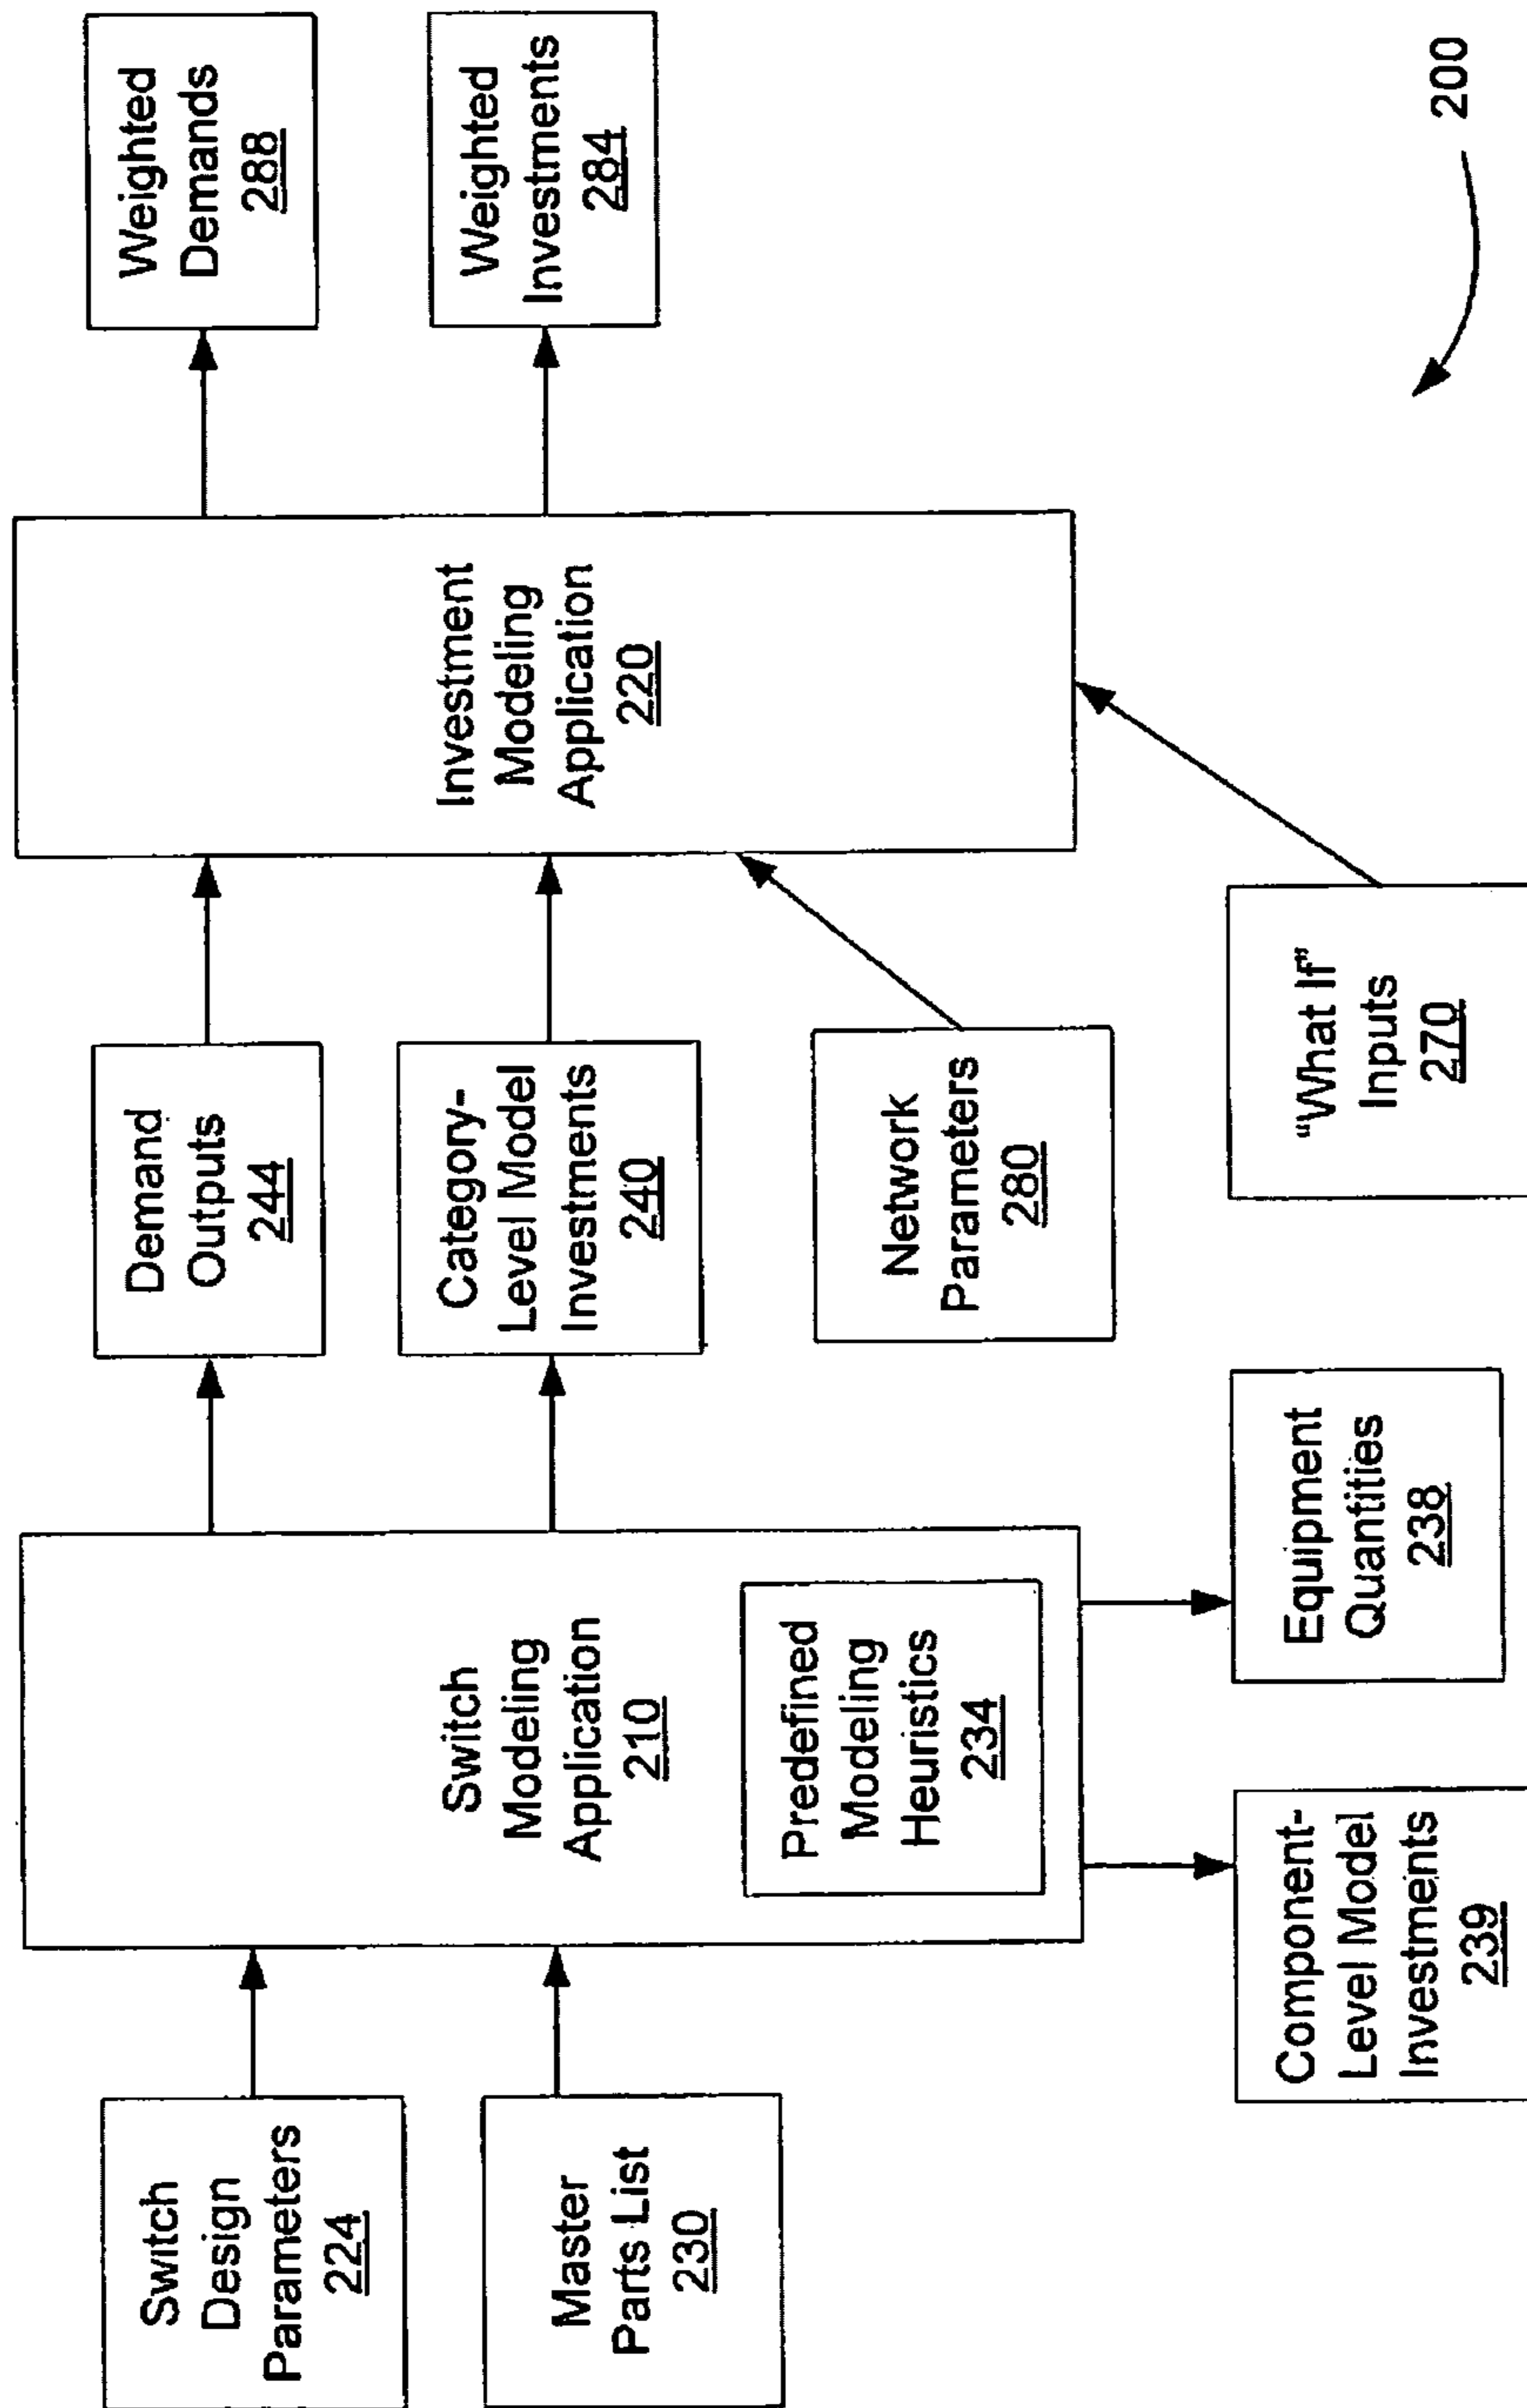 Switch
Design
Parameters
224
Master
Parts List
230
Switch
Modeling
Application
210
Predefined
Modeling
Heuristics
234
Component-
Level Model
Investments
239
Equipment
Quantities
238
Demand
Outputs
244
Category-
Level Model
Investments
240
Network
Parameters
280
"What If"
Inputs
270
Investment
Modeling
Application
220
Weighted
Demands
288
Weighted
Investments
284
200